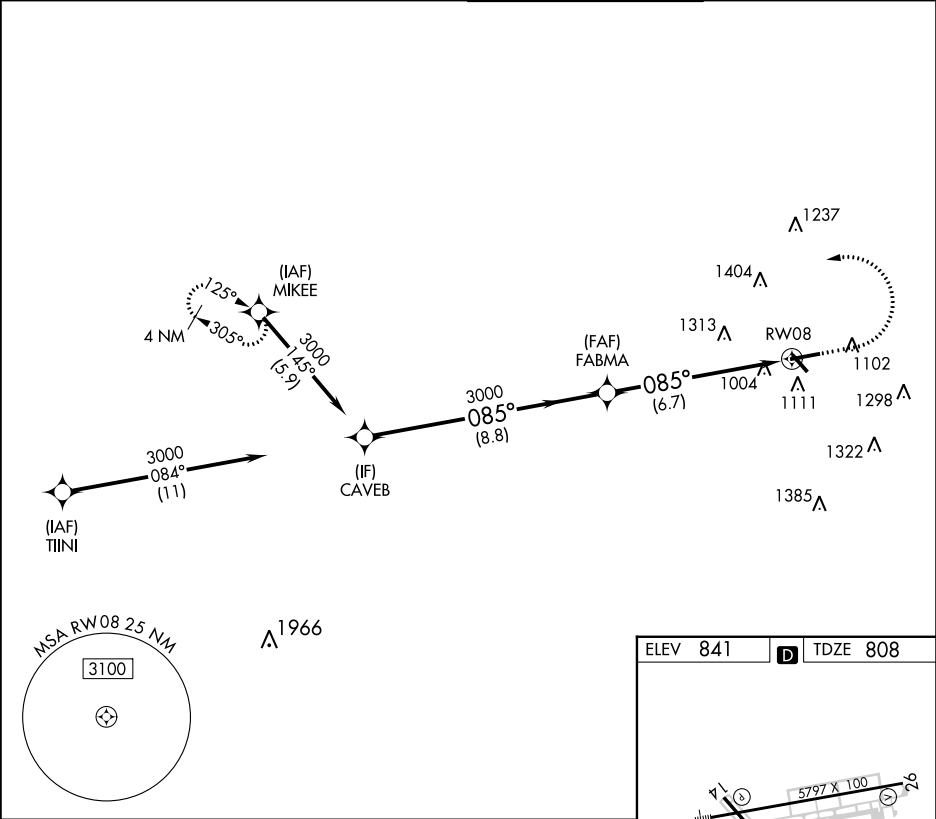 1237
1404
(IAF)
MIKEE
125°
305°
4 NM
3000
145°
(5.9)
1313
RW08
(FAF)
FABMA
1102
1004
085°
(6.7)
1111
1298
3000
085°
(8.8)
1322
3000
084°
(11)
(IF)
CAVEB
1385
(IAF)
TIINI
MSA RW08 25 NM
3100
1966
ELEV 841
D
TDZE 808
14
P
5797 X 100
A
26